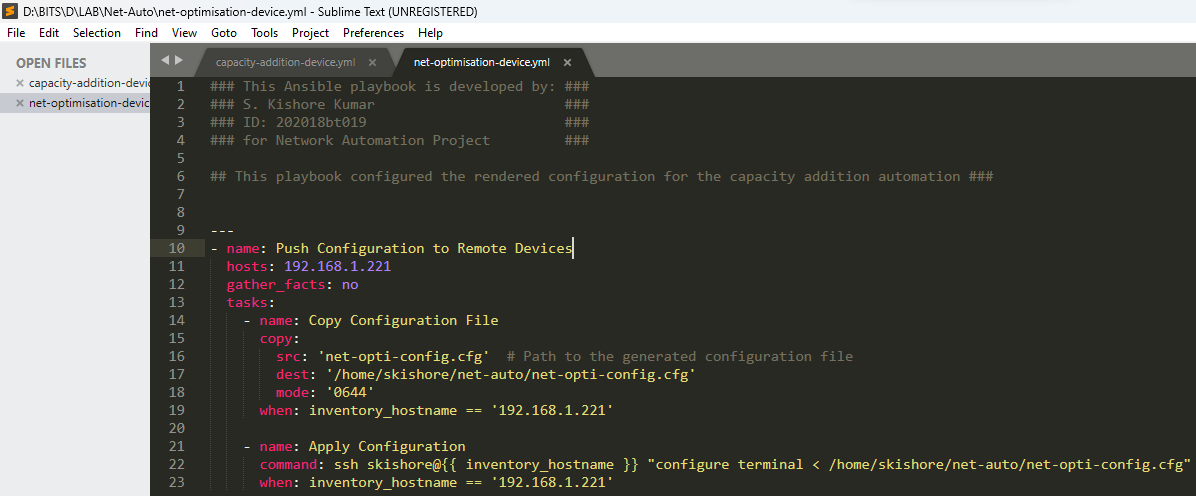 D:\BITS\D\LAB\Net-Auto\net-optimisation-device.yml - Sublime Text (UNREGISTERED)
File Edit Selection Find View Goto Tools Project Preferences Help
OPEN FILES
× capacity-addition-devic
× net-optimisation-devic
capacity-addition-device.yml × net-optimisation-device.yml ×
1 ### This Ansible playbook is developed by: ###
2 ### S. Kishore Kumar ###
3 ### ID: 202018bt019 ###
4 ### for Network Automation Project ###
5
6 ## This playbook configured the rendered configuration for the capacity addition automation ###
7
8
9 ---
10 - name: Push Configuration to Remote Devices
11 hosts: 192.168.1.221
12 gather_facts: no
13 tasks:
14 - name: Copy Configuration File
15 copy:
16 src: 'net-opti-config.cfg' # Path to the generated configuration file
17 dest: '/home/skishore/net-auto/net-opti-config.cfg'
18 mode: '0644'
19 when: inventory_hostname == '192.168.1.221'
20
21 - name: Apply Configuration
22 command: ssh skishore@{{ inventory_hostname }} "configure terminal < /home/skishore/net-auto/net-opti-config.cfg"
23 when: inventory_hostname == '192.168.1.221'